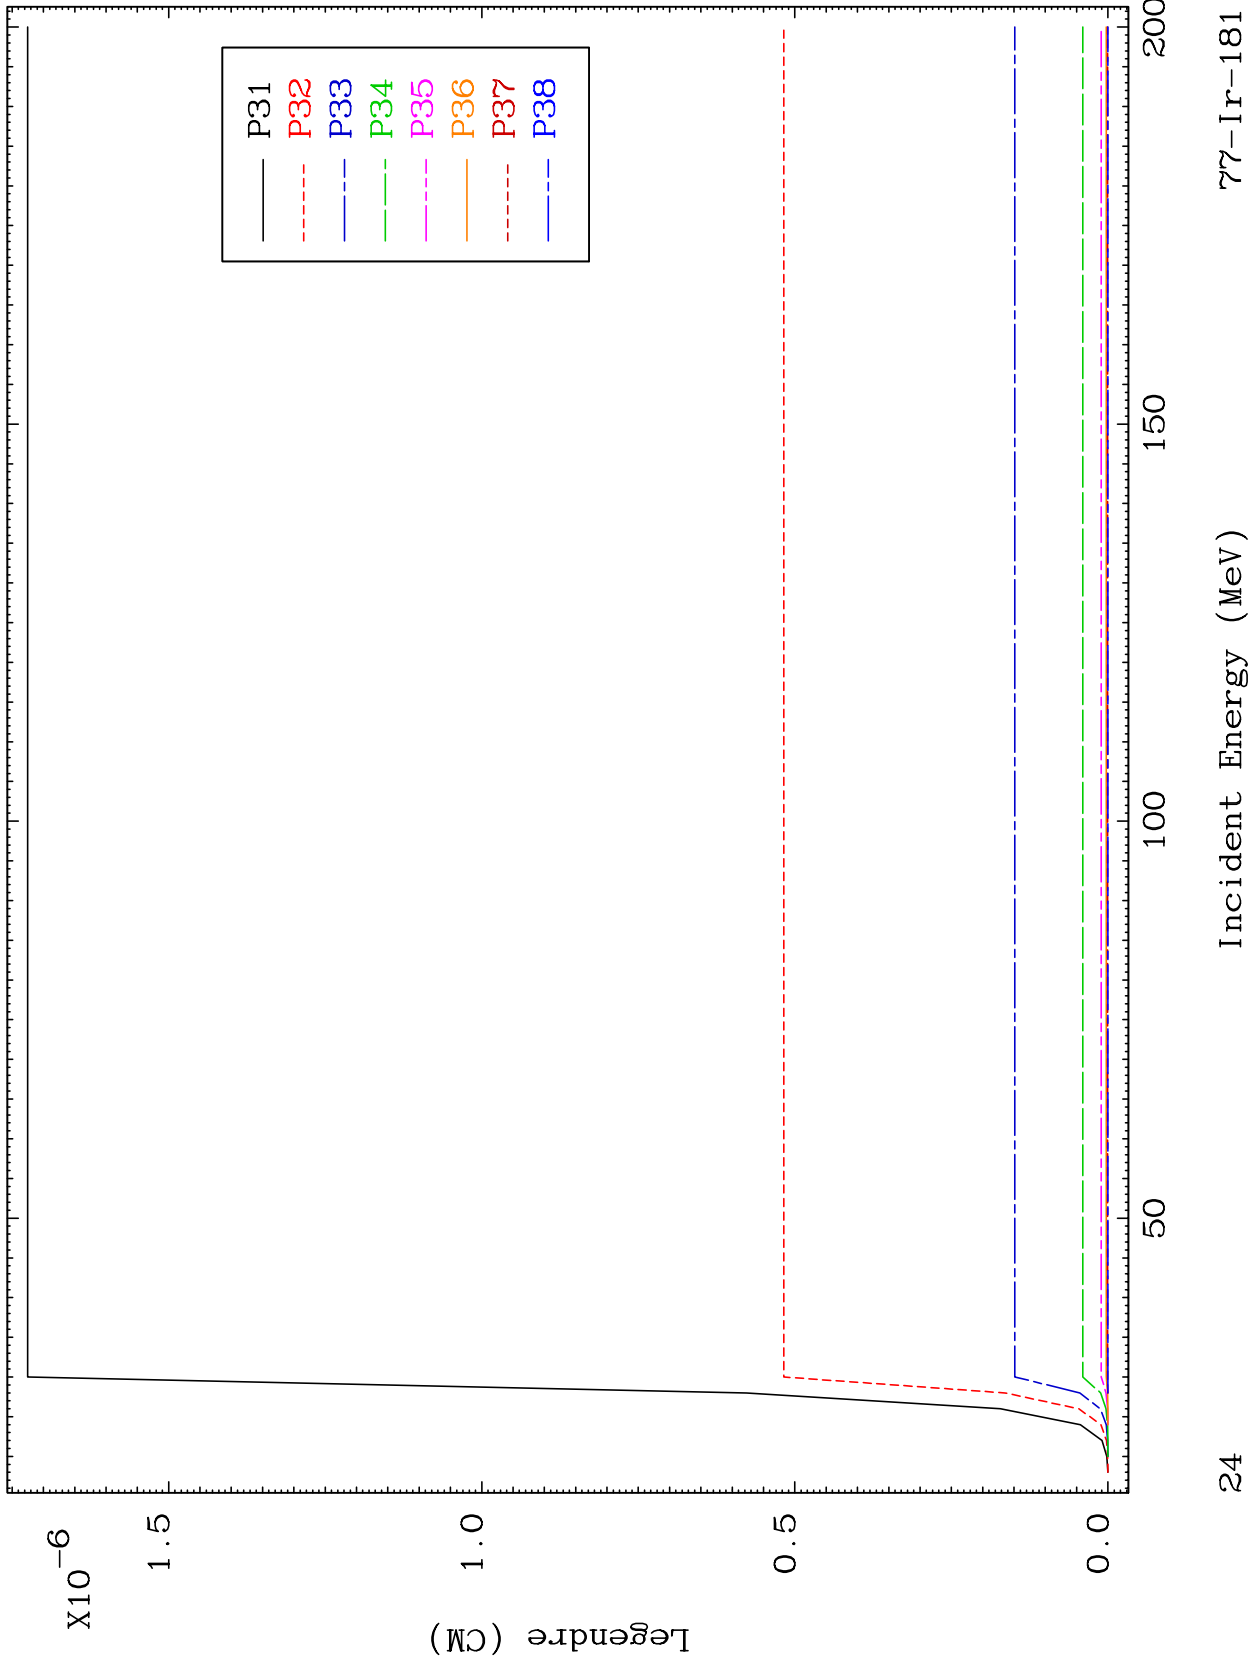 X10-6
1.5
1.0
0.5
0.0
Legendre (CM)
P31
P32
P33
P34
P35
P36
P37
P38
50
100
150
200
24
Incident Energy (MeV)
77-Ir-181